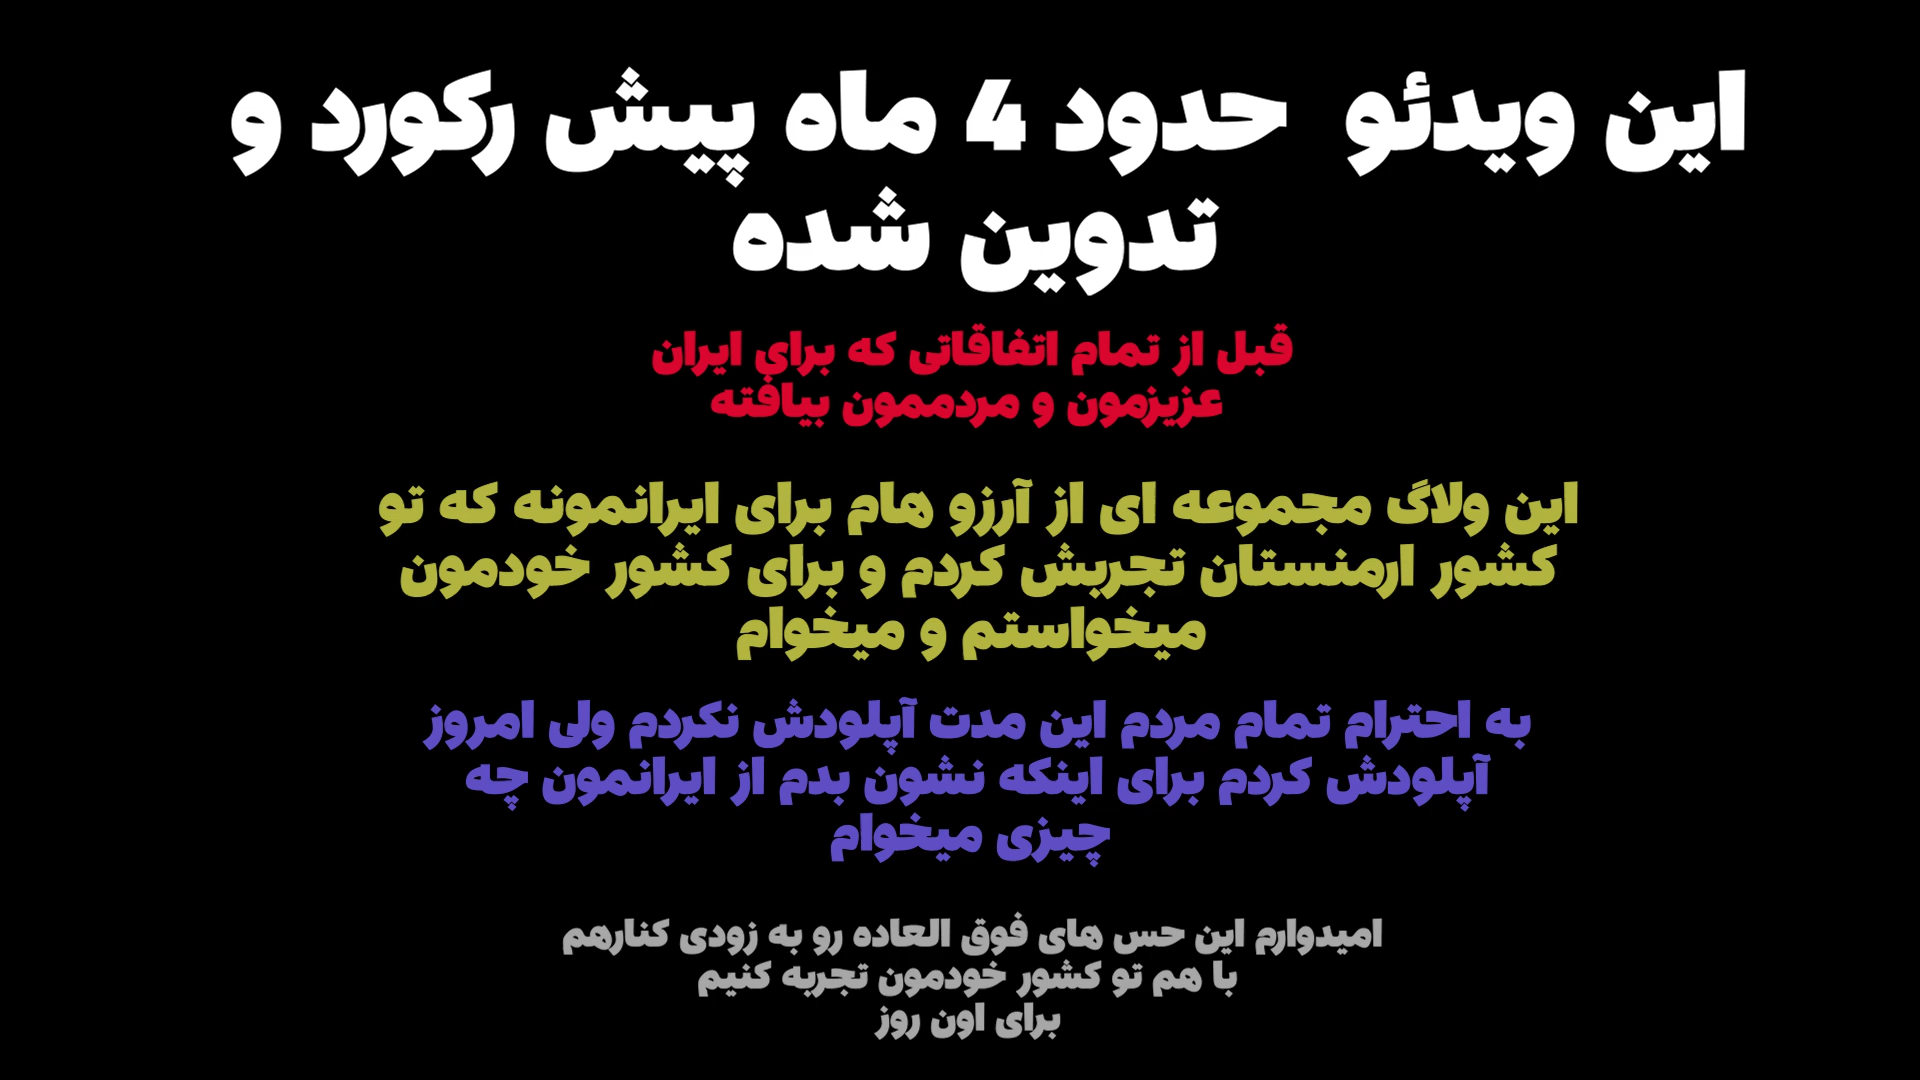 این ویدئو حدود 4 ماه پیش رکورد و
تدوین شده
قبل از تمام اتفاقاتی که برای ایران
عزیزمون و مردممون بیافته
این ولاگ مجموعه ای از آرزو هام برای ایرانمونه که تو
کشور ارمنستان تجربش کردم و برای کشور خودمون
میخواستم و میخوام
به احترام تمام مردم این مدت آپلودش نکردم ولی امروز
آپلودش کردم برای اینکه نشون بدم از ایرانمون چه
چیزی میخوام
امیدوارم این حس های فوق العاده رو به زودی کنارهم
با هم تو کشور خودمون تجربه کنیم
برای اون روز